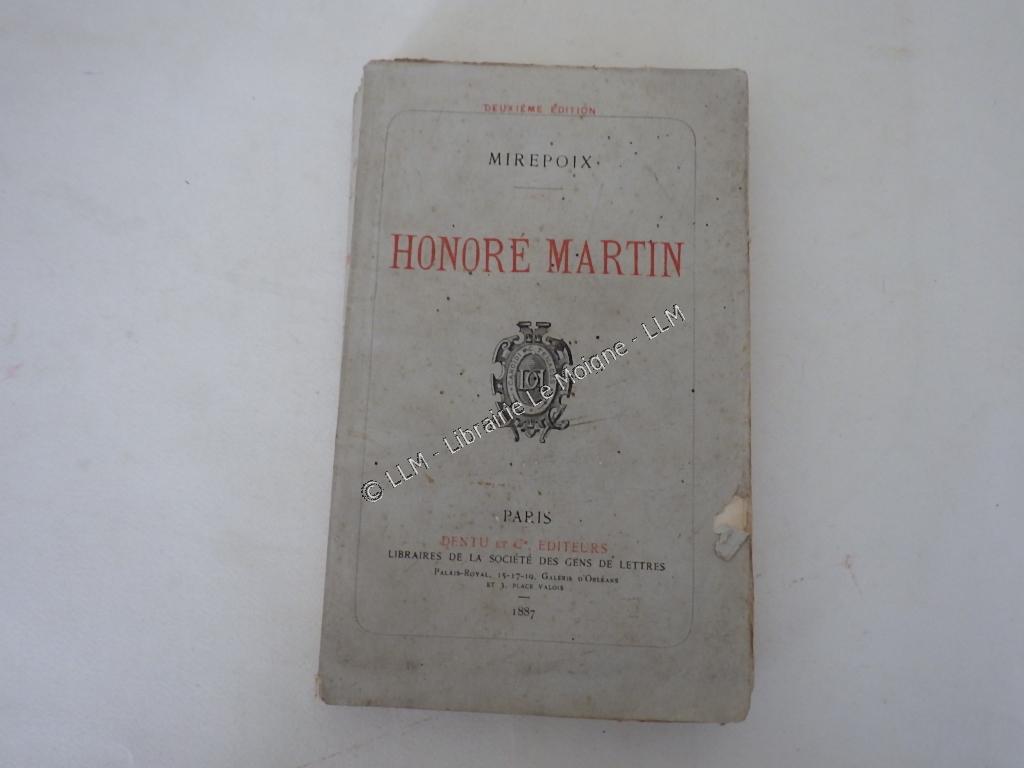 DEUXIÈME ÉDITION
MIREPOIX
HONORÉ MARTIN
© LLM - Librairie Le Moigne - LLM
PARIS
DENTU ET Cie, EDITEURS
LIBRAIRES DE LA SOCIÉTÉ DES GENS DE LETTRES
PALAIS-ROYAL, 15-17-19, GALERIE D'ORLÉANS
ET 3, PLACE VALOIS
1887